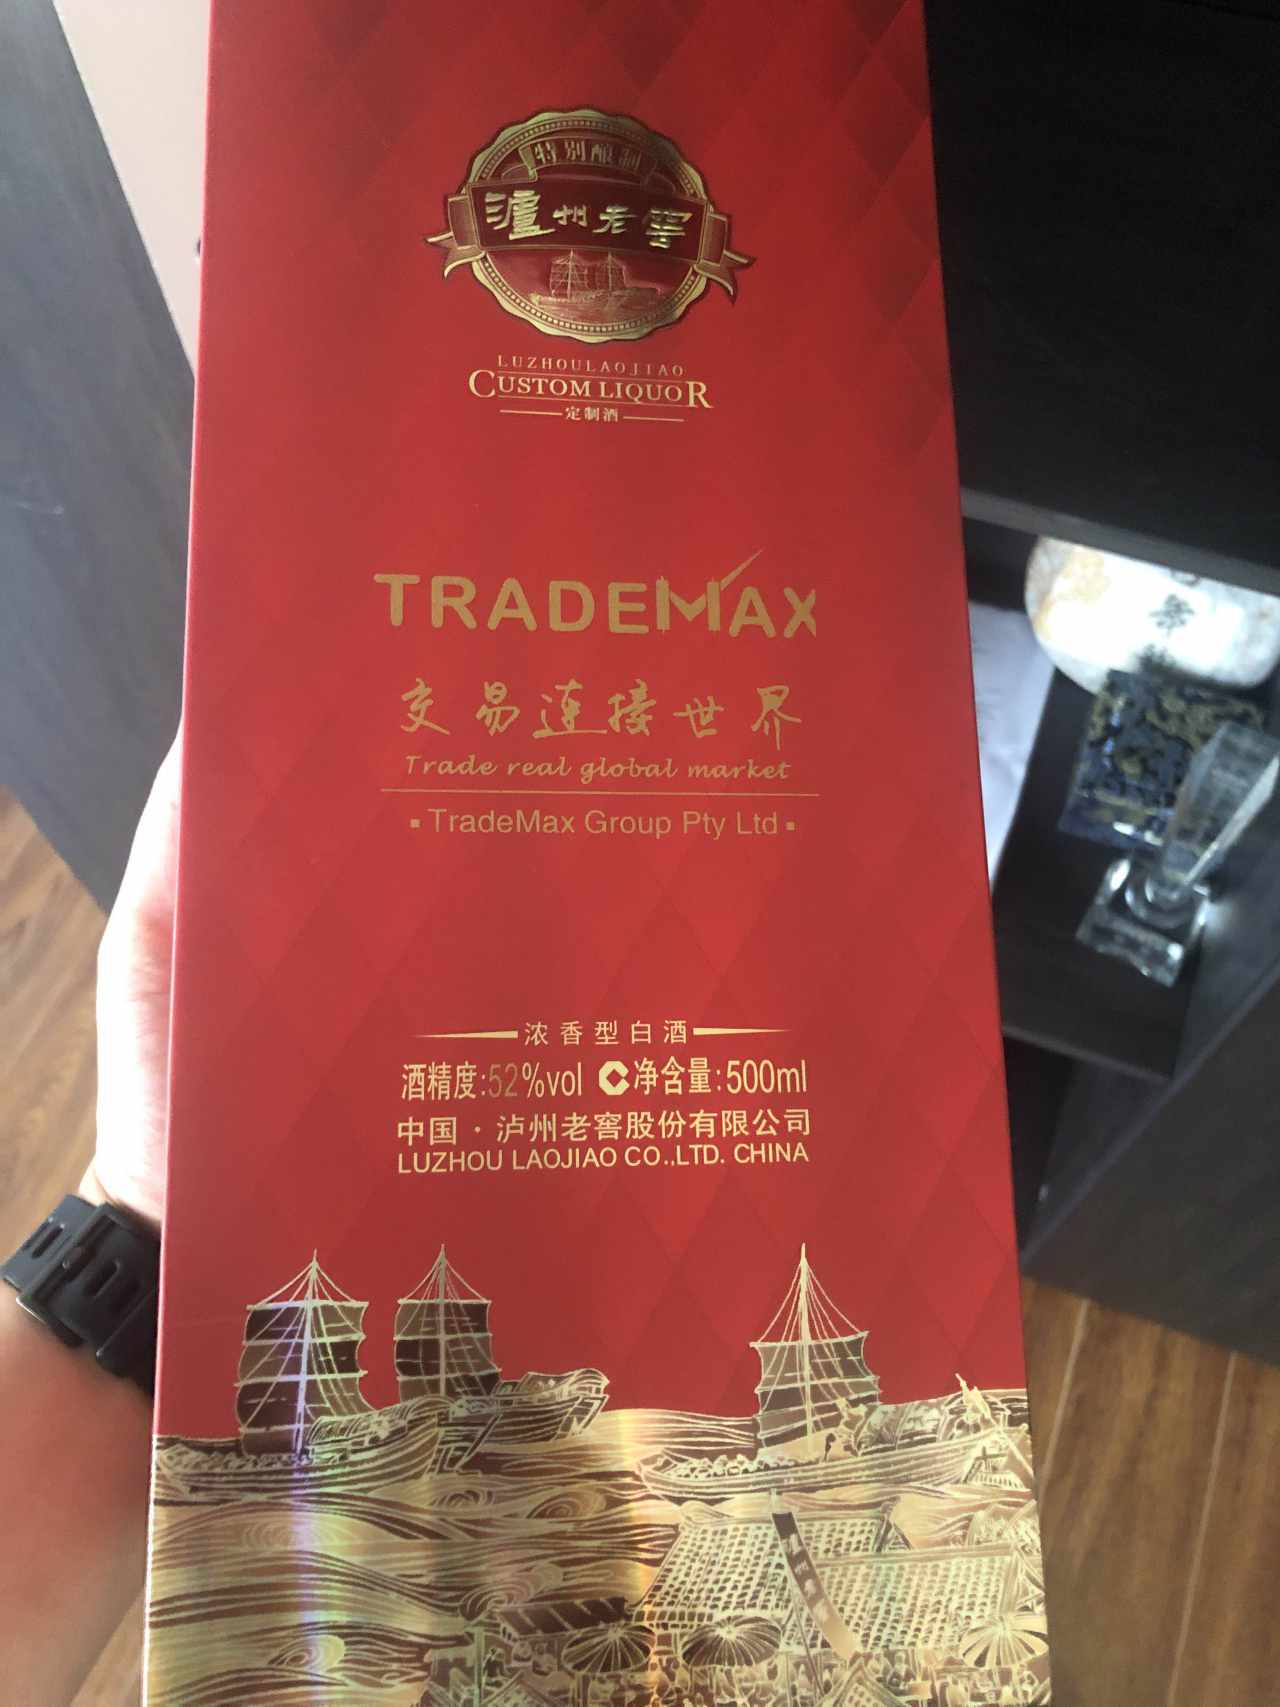 特别酿制
泸州老窖
LUZHOULAOJIAO
CUSTOM LIQUOR
定制酒
TRADEMAX
交易连接世界
Trade real global market
▪ TradeMax Group Pty Ltd ▪
浓香型白酒
酒精度:52%vol 净含量:500ml
中国·泸州老窖股份有限公司
LUZHOU LAOJIAO CO.,LTD. CHINA